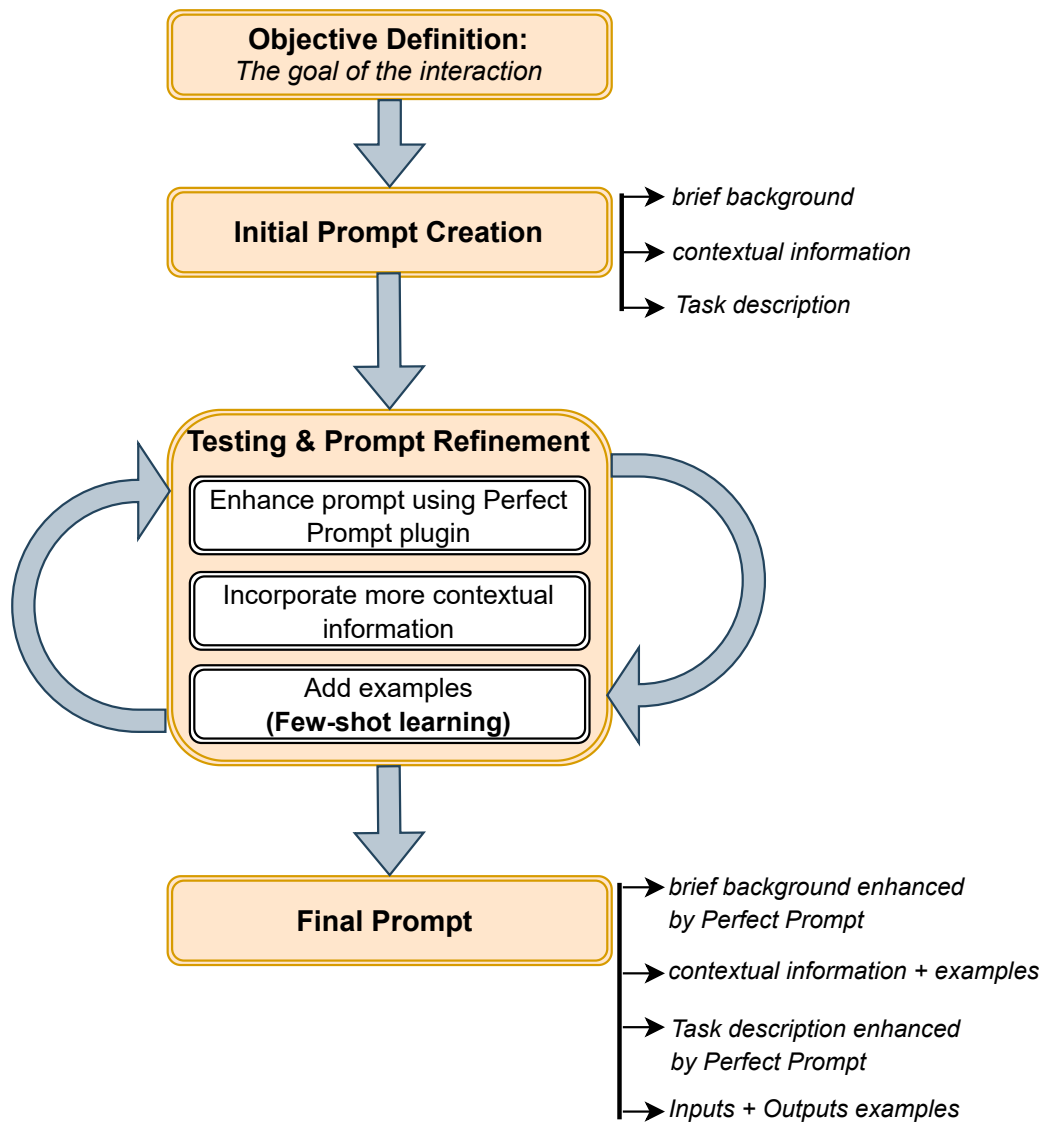 Objective Definition:
The goal of the interaction
Initial Prompt Creation
brief background
contextual information
Task description
Testing & Prompt Refinement
Enhance prompt using Perfect
Prompt plugin
Incorporate more contextual
information
Add examples
(Few-shot learning)
Final Prompt
brief background enhanced
by Perfect Prompt
contextual information + examples
Task description enhanced
by Perfect Prompt
Inputs + Outputs examples